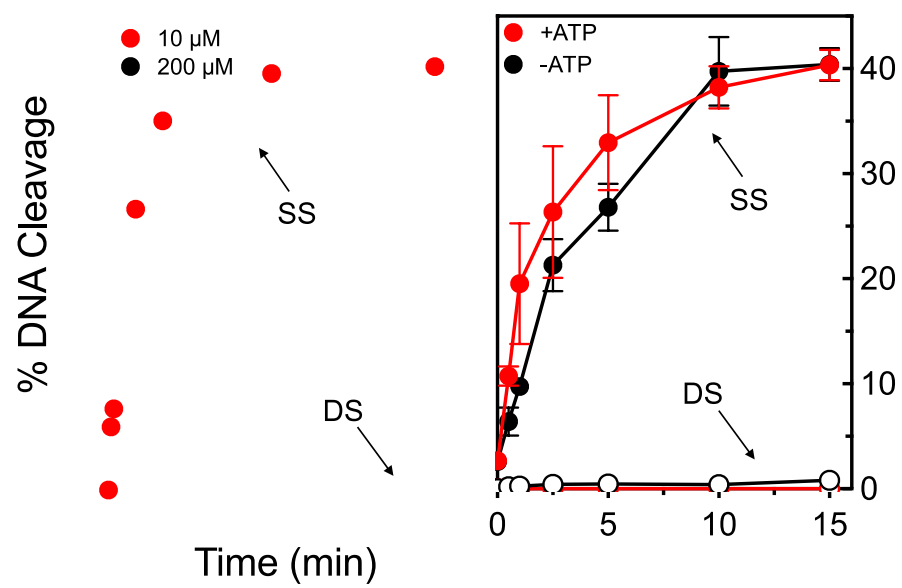 10 µM
200 µM
% DNA Cleavage
SS
DS
+ATP
-ATP
SS
DS
40
30
20
10
0
0 5 10 15
Time (min)